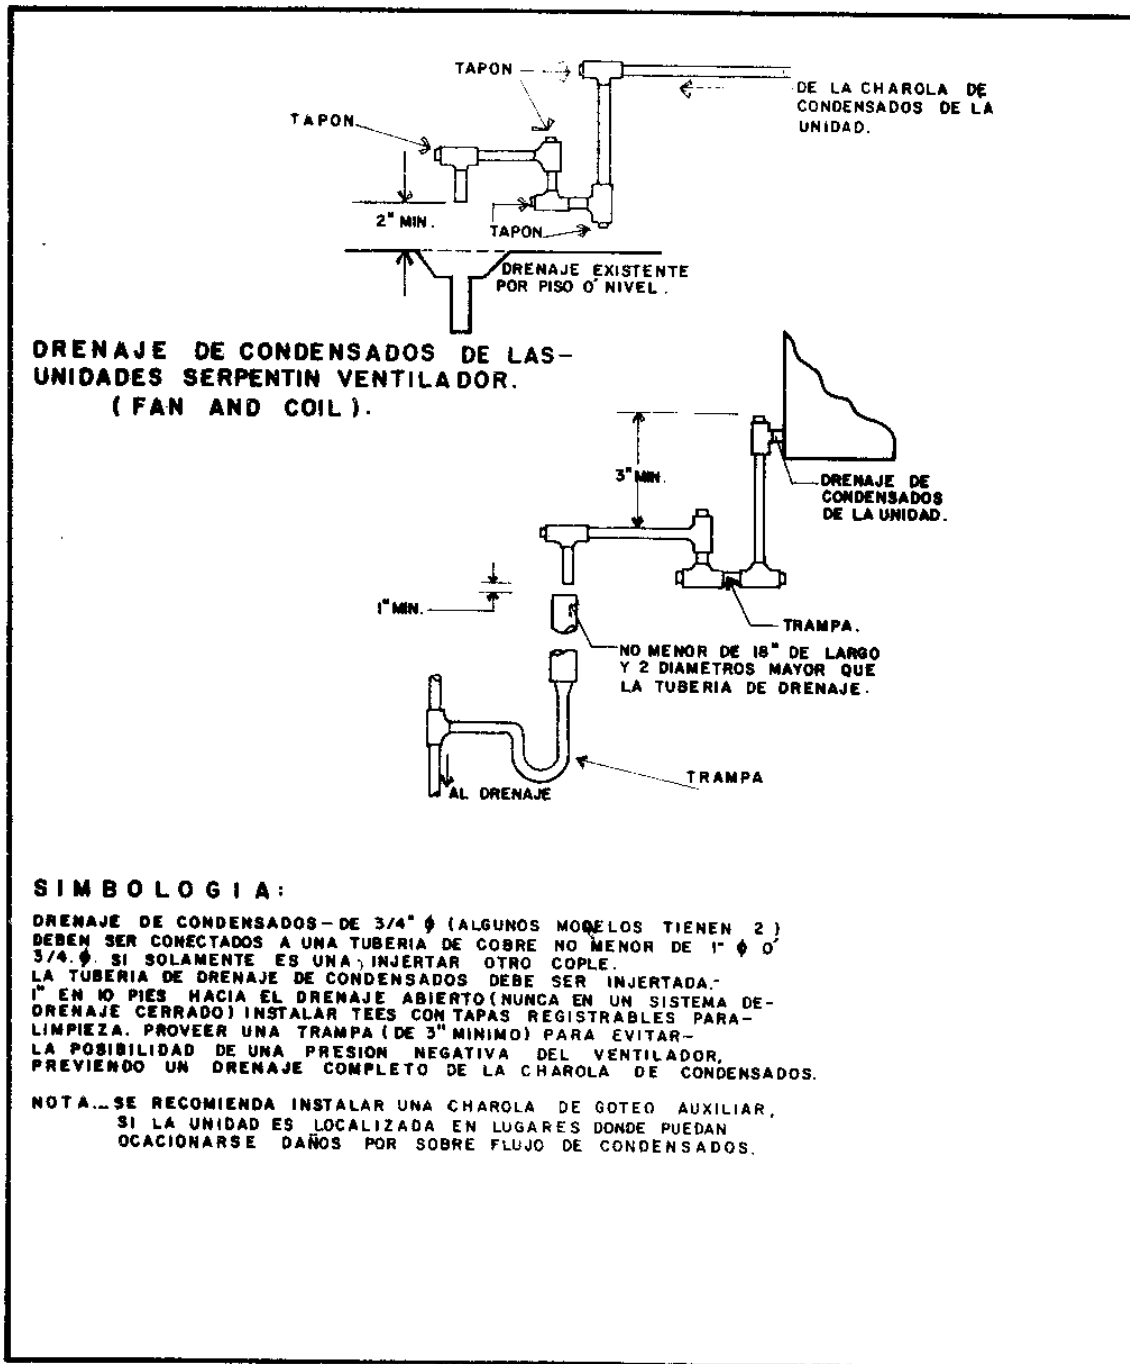 TAPON
DE LA CHAROLA DE
CONDENSADOS DE LA
UNIDAD.
TAPON
2" MIN.
TAPON
DRENAJE EXISTENTE
POR PISO O' NIVEL.
DRENAJE DE CONDENSADOS DE LAS-
UNIDADES SERPENTIN VENTILADOR.
(FAN AND COIL).
3" MIN.
DRENAJE DE
CONDENSADOS
DE LA UNIDAD.
1" MIN.
TRAMPA.
NO MENOR DE 18" DE LARGO
Y 2 DIAMETROS MAYOR QUE
LA TUBERIA DE DRENAJE.
TRAMPA
AL DRENAJE
SIMBOLOGIA:
DRENAJE DE CONDENSADOS-DE 3/4" ϕ (ALGUNOS MODELOS TIENEN 2)
DEBEN SER CONECTADOS A UNA TUBERIA DE COBRE NO MENOR DE 1" ϕ O'
3/4.ϕ. SI SOLAMENTE ES UNA, INJERTAR OTRO COPLE.
LA TUBERIA DE DRENAJE DE CONDENSADOS DEBE SER INJERTADA.-
1" EN 10 PIES HACIA EL DRENAJE ABIERTO (NUNCA EN UN SISTEMA DE-
DRENAJE CERRADO) INSTALAR TEES CON TAPAS REGISTRABLES PARA-
LIMPIEZA. PROVEER UNA TRAMPA (DE 3" MINIMO) PARA EVITAR-
LA POSIBILIDAD DE UNA PRESION NEGATIVA DEL VENTILADOR,
PREVIENDO UN DRENAJE COMPLETO DE LA CHAROLA DE CONDENSADOS.
NOTA...SE RECOMIENDA INSTALAR UNA CHAROLA DE GOTEO AUXILIAR,
SI LA UNIDAD ES LOCALIZADA EN LUGARES DONDE PUEDAN
OCACIONARSE DAÑOS POR SOBRE FLUJO DE CONDENSADOS.